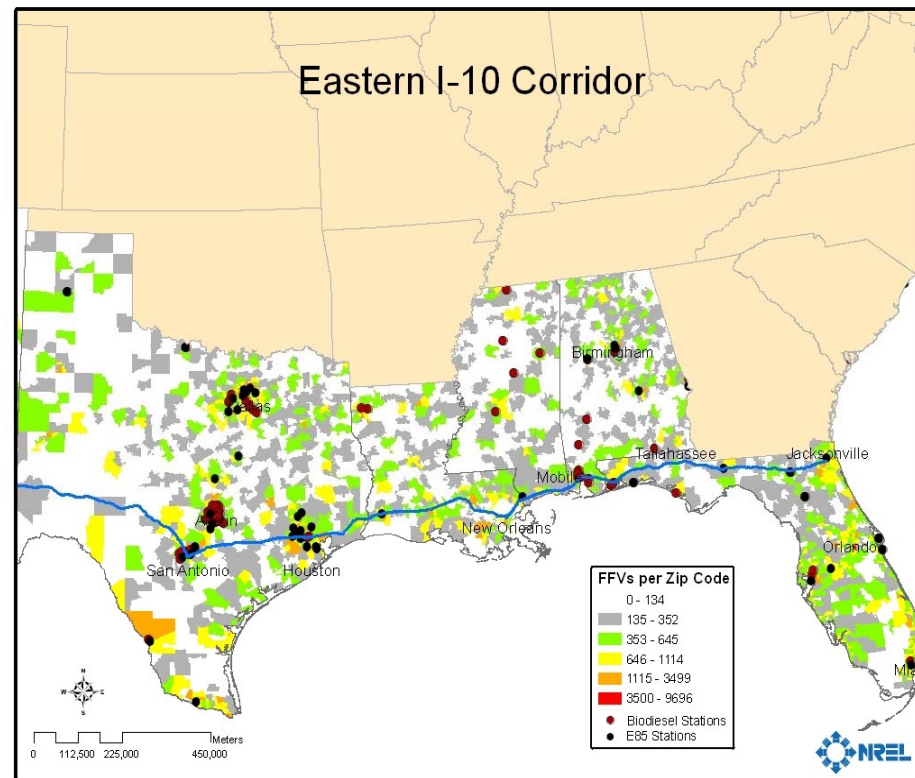 Eastern I-10 Corridor
Birmingham
Tallahassee
Jacksonville
Mobil
Austin
New Orleans
Orlando
San Antonio
Houston
FFVs per Zip Code
0 - 134
135 - 352
353 - 645
646 - 1114
1115 - 3499
3500 - 9696
Biodiesel Stations
E85 Stations
N
W
E
S
Meters
0 112,500 225,000 450,000
NREL